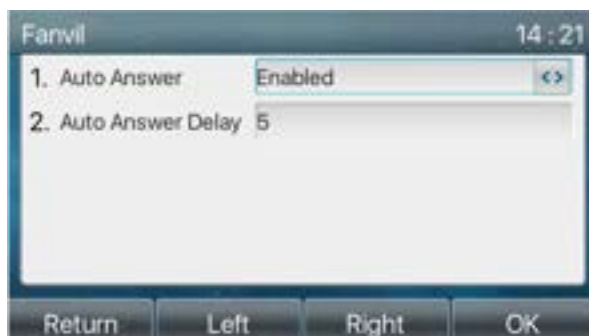 Fanvil 14:21
1. Auto Answer Enabled <>
2. Auto Answer Delay 5
Return Left Right OK